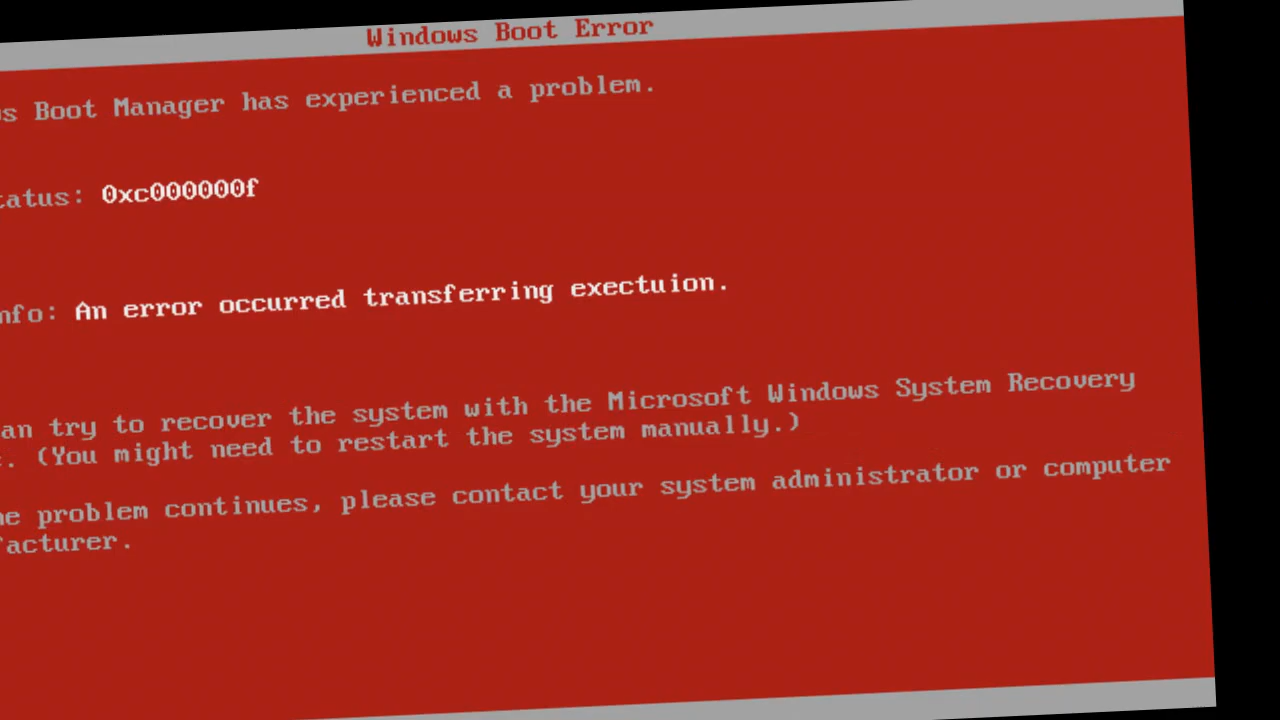 Windows Boot Error
s Boot Manager has experienced a problem.
tatus: 0xc000000f
nfo: An error occurred transferring exectuion.
an try to recover the system with the Microsoft Windows System Recovery
. (You might need to restart the system manually.)
he problem continues, please contact your system administrator or computer
facturer.